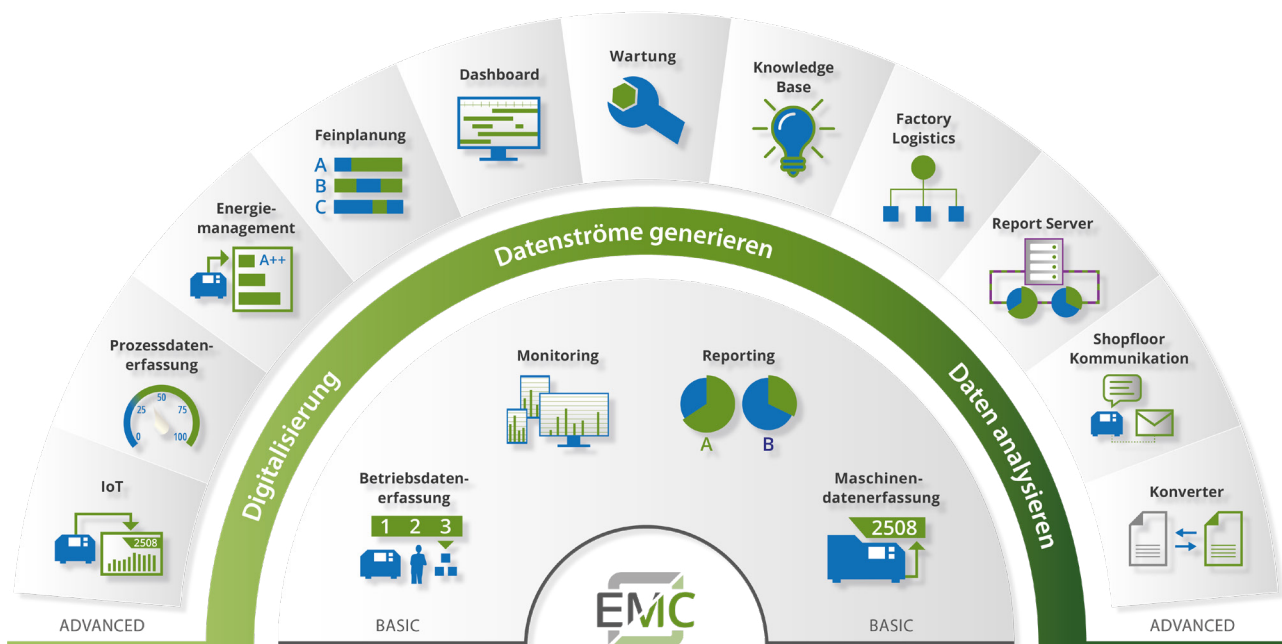 Wartung
Dashboard
Knowledge
Base
Feinplanung
A
B
C
Factory
Logistics
Energie-
management
A++
Report Server
Prozessdaten-
erfassung
0
25
50
75
100
Shopfloor
Kommunikation
IoT
2508
Konverter
Digitalisierung
Datenströme generieren
Daten analysieren
Monitoring
Reporting
A
B
Betriebsdaten-
erfassung
1 2 3
Maschinen-
datenerfassung
2508
EMC
ADVANCED
BASIC
BASIC
ADVANCED